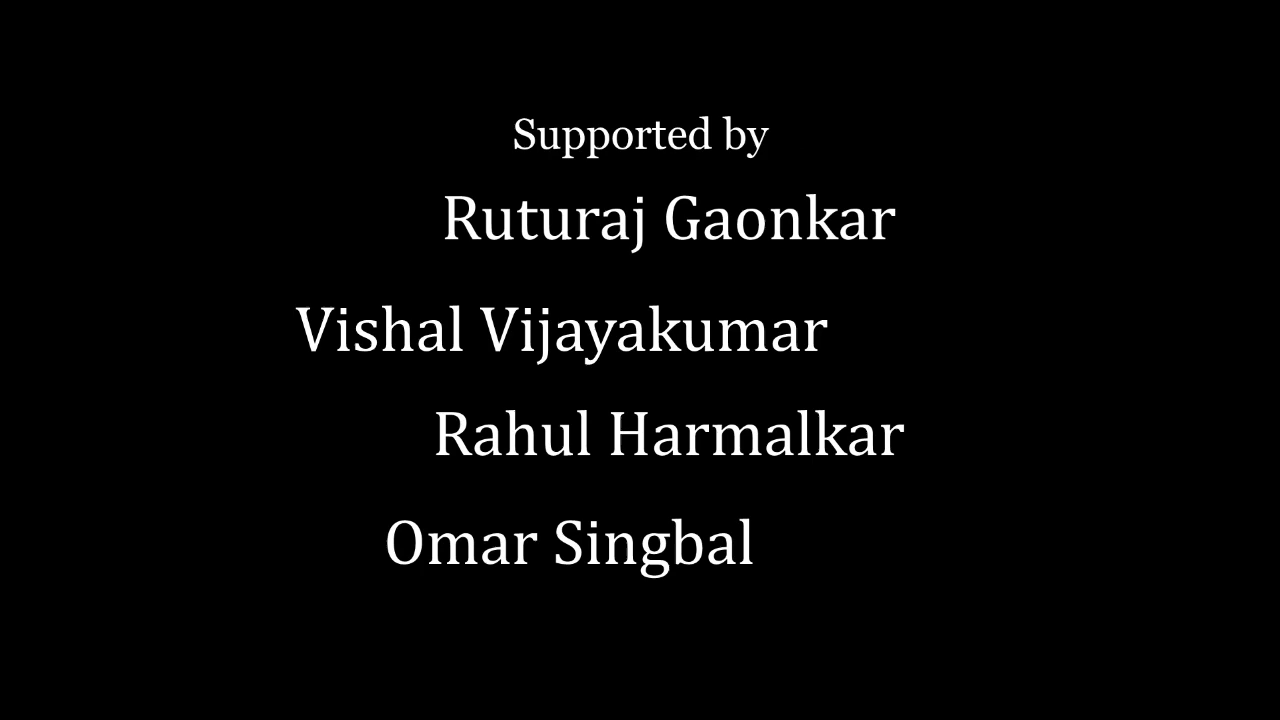 Supported by
Ruturaj Gaonkar
Vishal Vijayakumar
Rahul Harmalkar
Omar Singbal